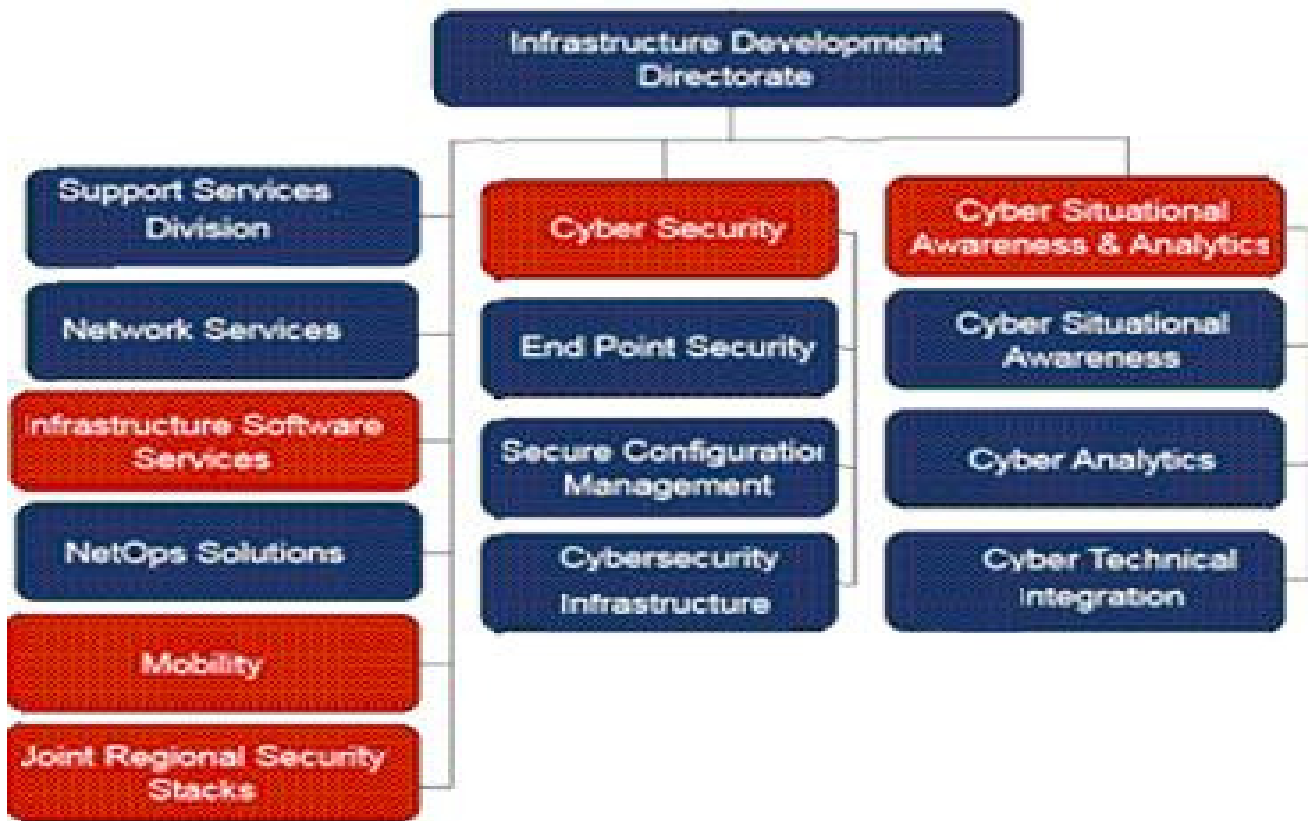 Infrastructure Development
Directorate
Support Services
Division
Network Services
Infrastructure Software
Services
NetOps Solutions
Mobility
Joint Regional Security
Stacks
Cyber Security
End Point Security
Secure Configuration
Management
Cybersecurity
Infrastructure
Cyber Situational
Awareness & Analytics
Cyber Situational
Awareness
Cyber Analytics
Cyber Technical
Integration